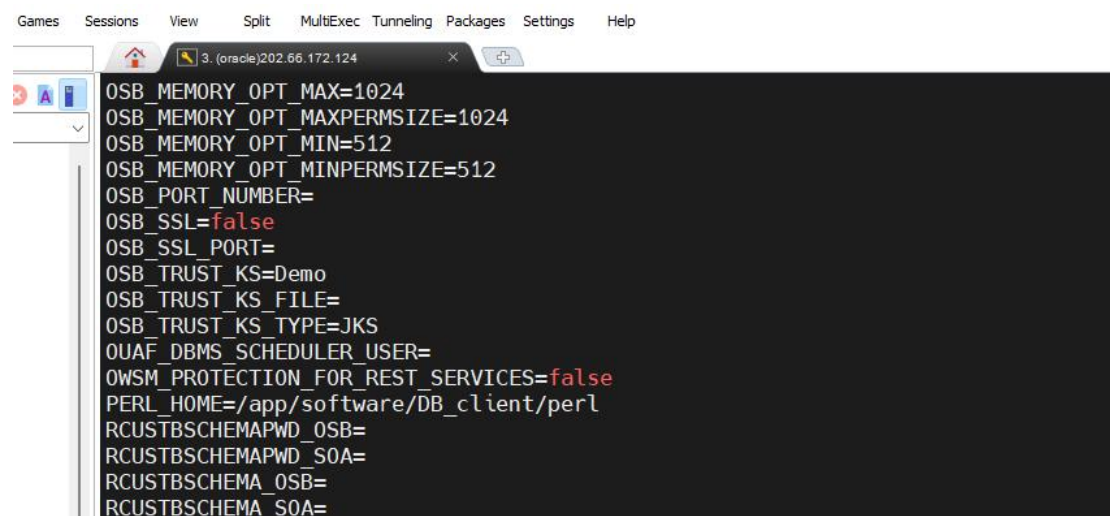 Games Sessions View Split MultiExec Tunneling Packages Settings Help
3. (oracle)202.66.172.124
OSB_MEMORY_OPT_MAX=1024
OSB_MEMORY_OPT_MAXPERMSIZE=1024
OSB_MEMORY_OPT_MIN=512
OSB_MEMORY_OPT_MINPERMSIZE=512
OSB_PORT_NUMBER=
OSB_SSL=false
OSB_SSL_PORT=
OSB_TRUST_KS=Demo
OSB_TRUST_KS_FILE=
OSB_TRUST_KS_TYPE=JKS
OUAF_DBMS_SCHEDULER_USER=
OWSM_PROTECTION_FOR_REST_SERVICES=false
PERL_HOME=/app/software/DB_client/perl
RCUSTBSCHEMAPWD_OSB=
RCUSTBSCHEMAPWD_SOA=
RCUSTBSCHEMA_OSB=
RCUSTBSCHEMA_SOA=